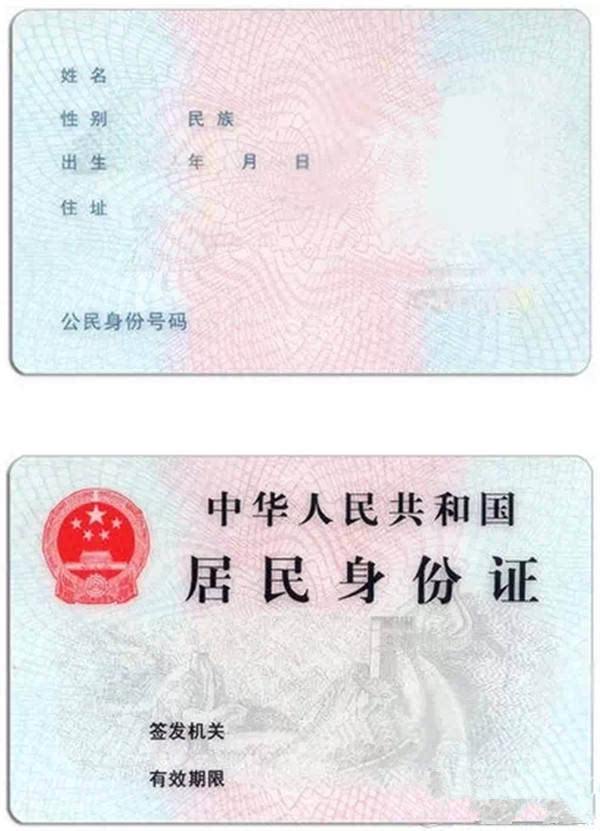 姓名
性别 民族
出生 年 月 日
住址
公民身份号码
中华人民共和国
居民身份证
签发机关
有效期限